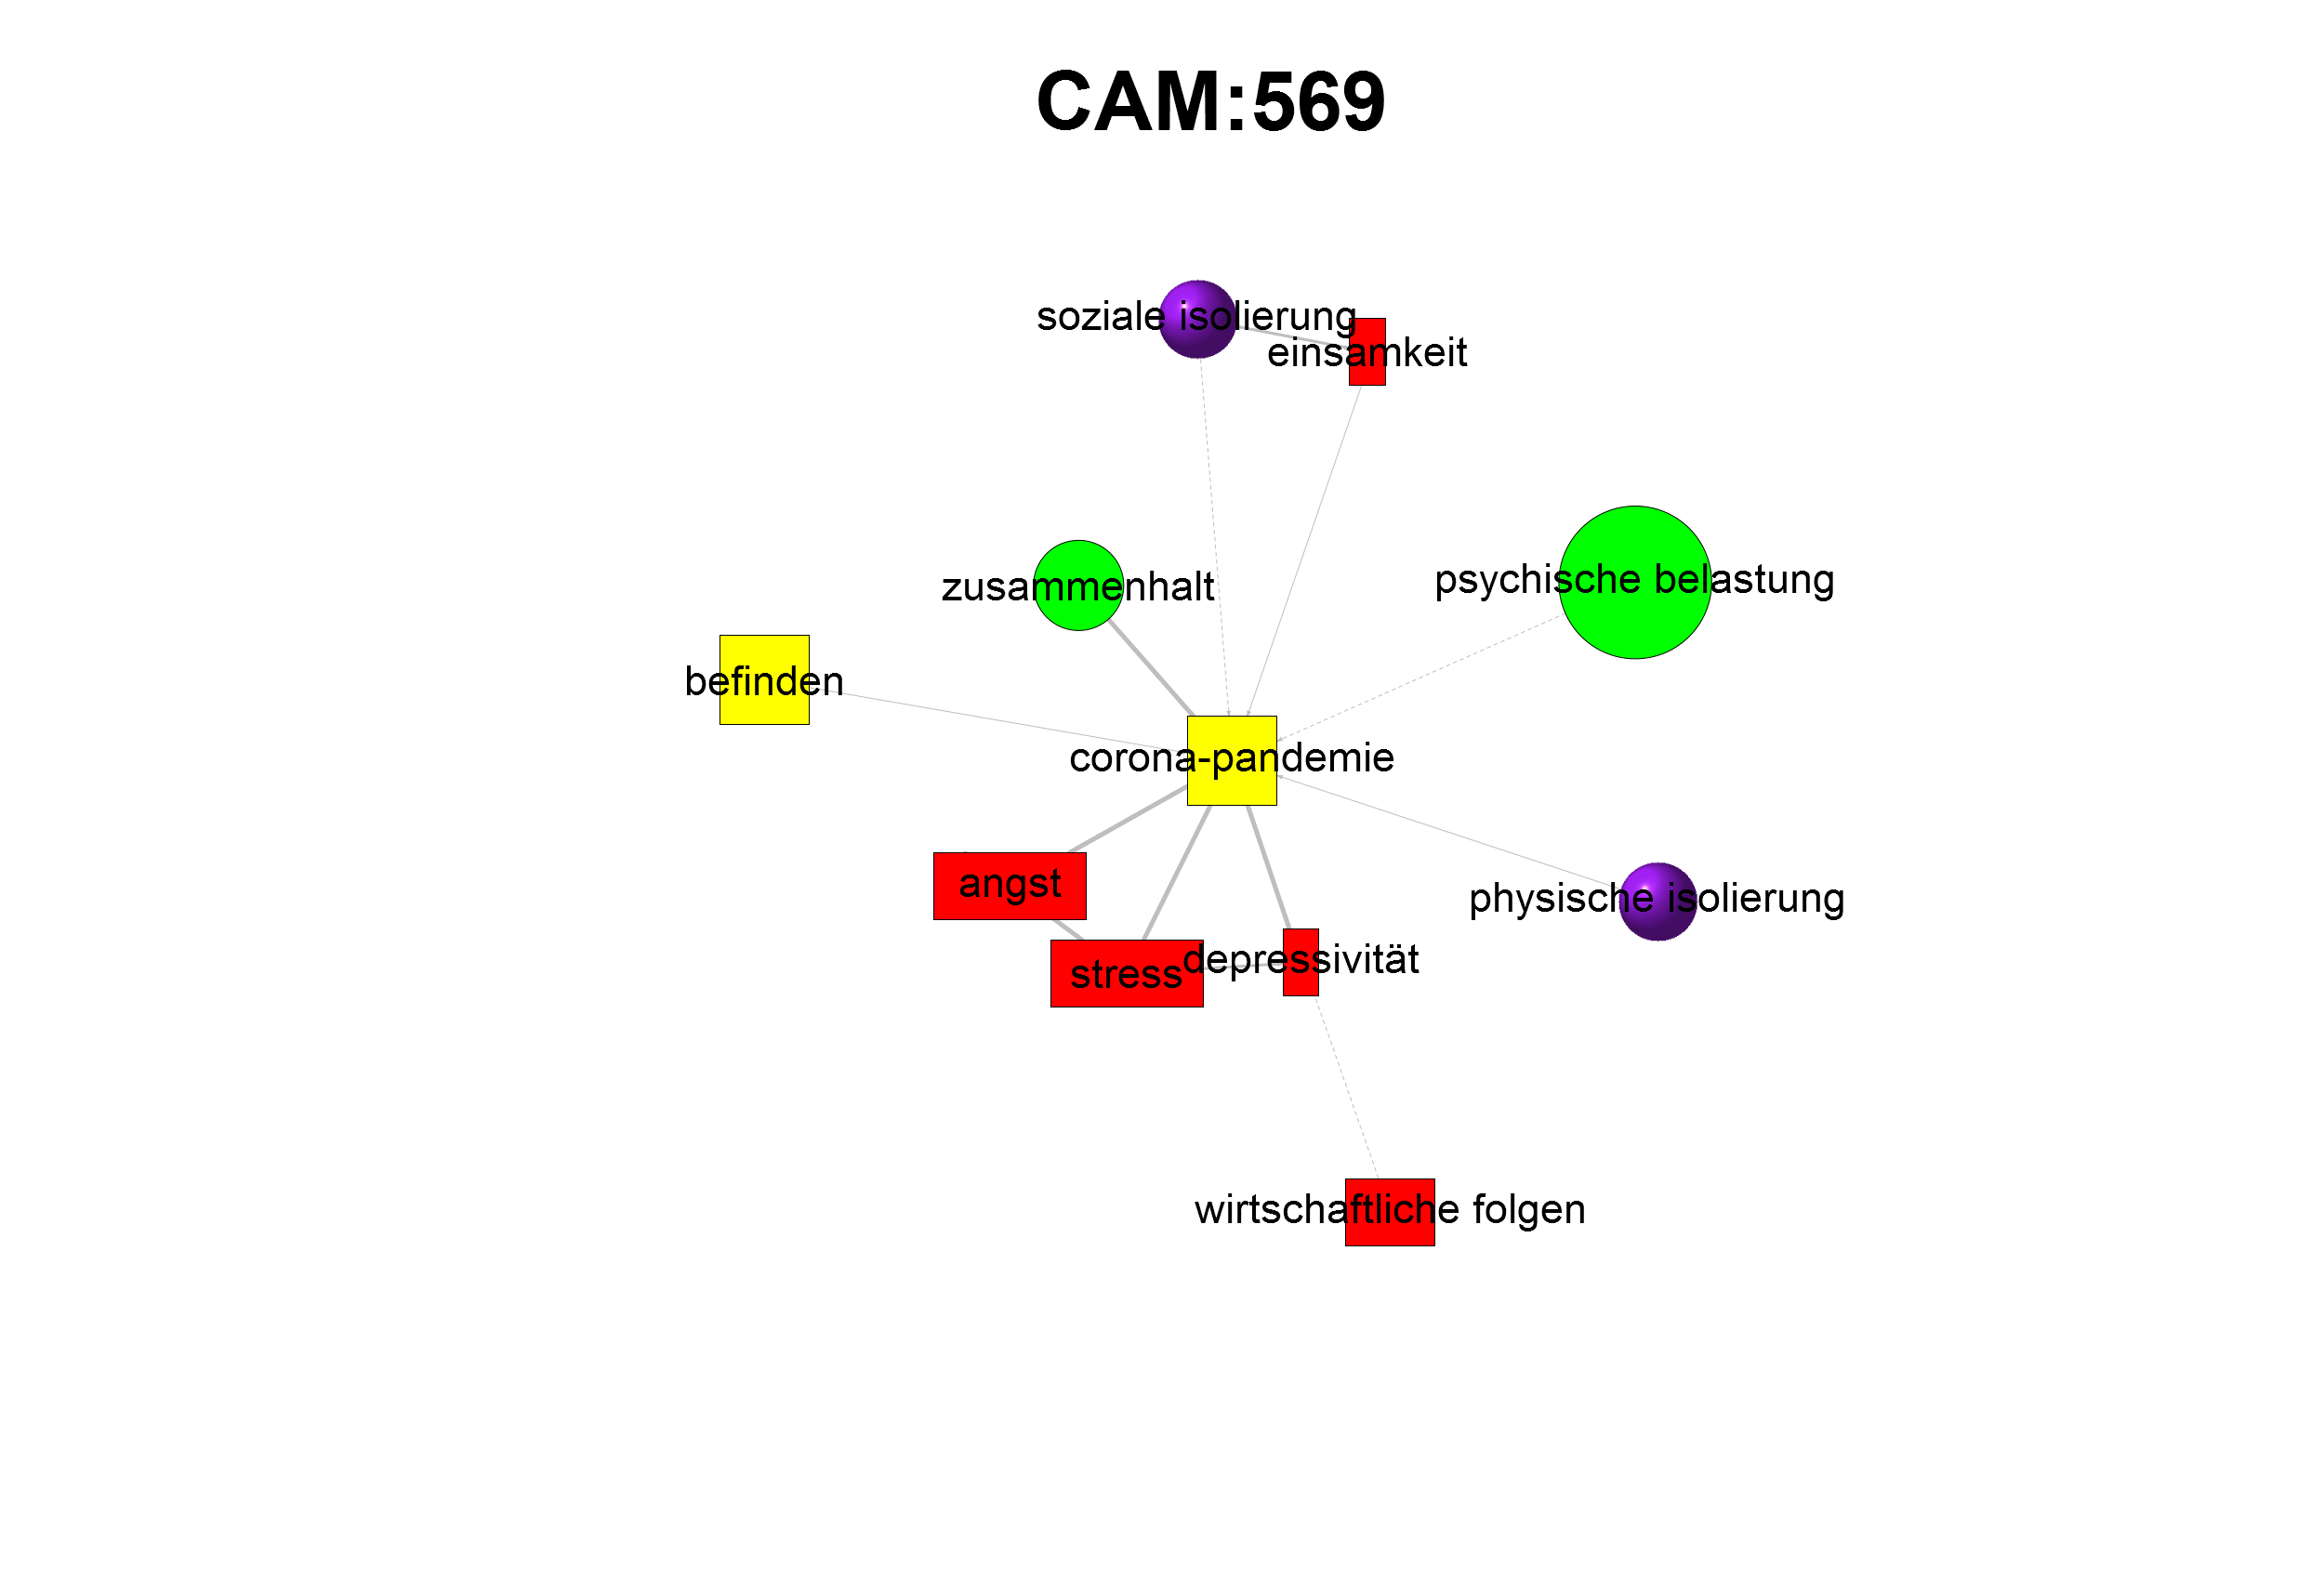 CAM:569
soziale isolierung
einsamkeit
zusammenhalt
psychische belastung
befinden
corona-pandemie
angst
physische isolierung
stress
depressivität
wirtschaftliche folgen